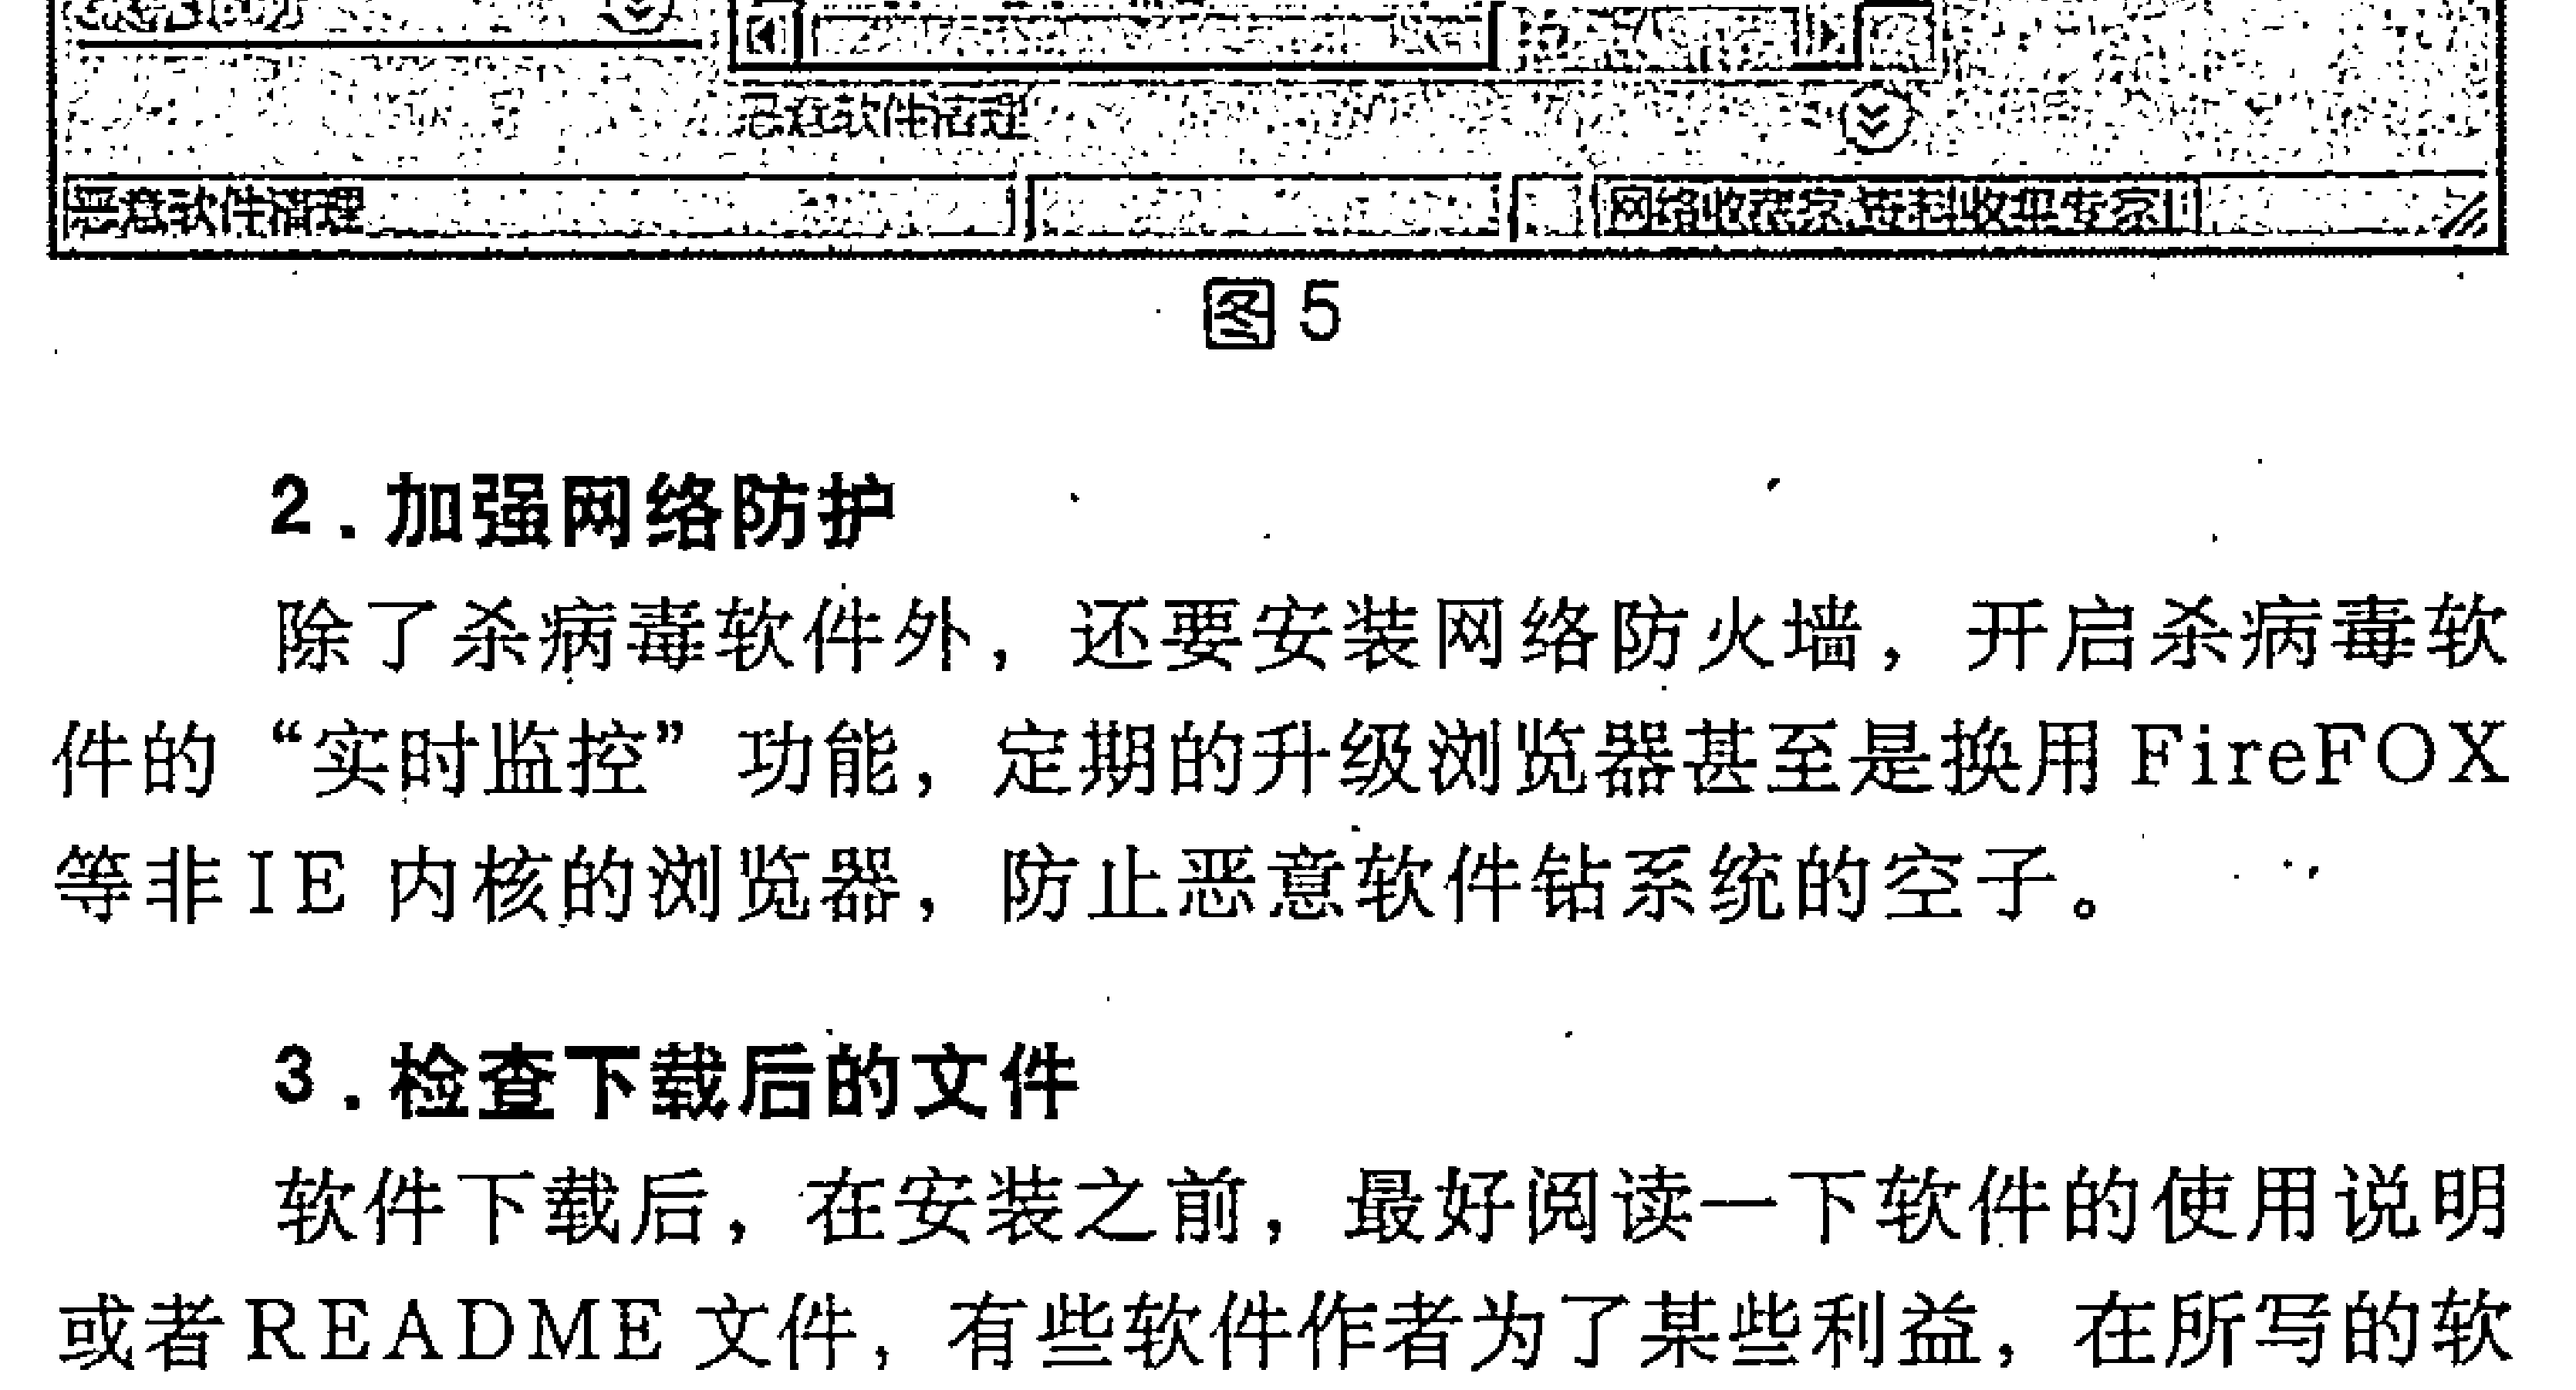 恶意软件清理
恶意软件清理
图5
2.加强网络防护
除了杀病毒软件外，还要安装网络防火墙，开启杀病毒软
件的“实时监控”功能，定期的升级浏览器甚至是换用FireFOX
等非IE 内核的浏览器，防止恶意软件钻系统的空子。
3.检查下载后的文件
软件下载后，在安装之前，最好阅读一下软件的使用说明
或者README文件，有些软件作者为了某些利益，在所写的软